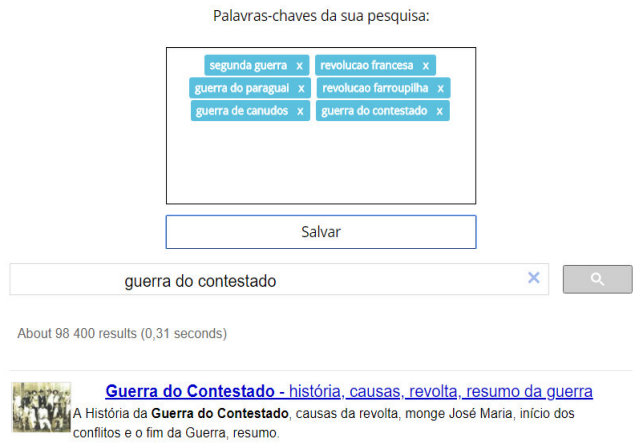 Palavras-chaves da sua pesquisa:
segunda guerra x revolucao francesa x
guerra do paraguai x revolucao farroupilha x
guerra de canudos x guerra do contestado x
Salvar
guerra do contestado ×
About 98 400 results (0,31 seconds)
Guerra do Contestado - história, causas, revolta, resumo da guerra
A História da Guerra do Contestado, causas da revolta, monge José Maria, início dos
conflitos e o fim da Guerra, resumo.